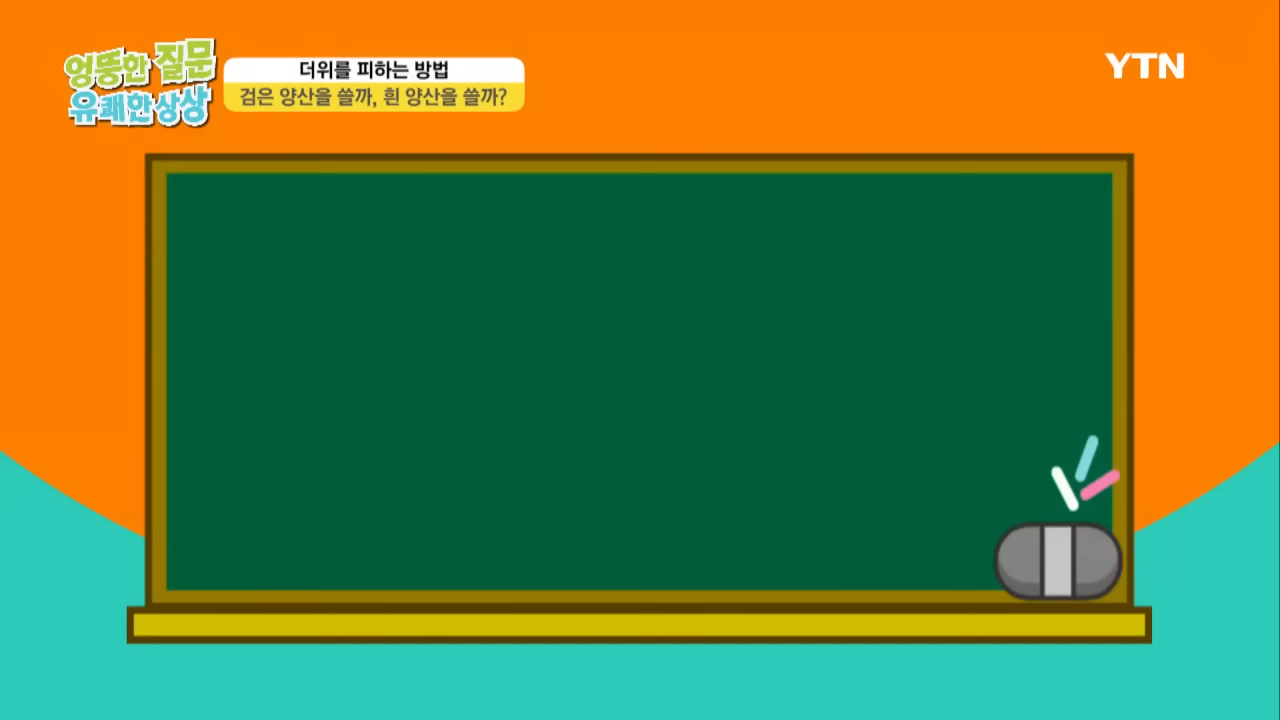 엉뚱한 질문
유쾌한 상상
더위를 피하는 방법
검은 양산을 쓸까, 흰 양산을 쓸까?
YTN